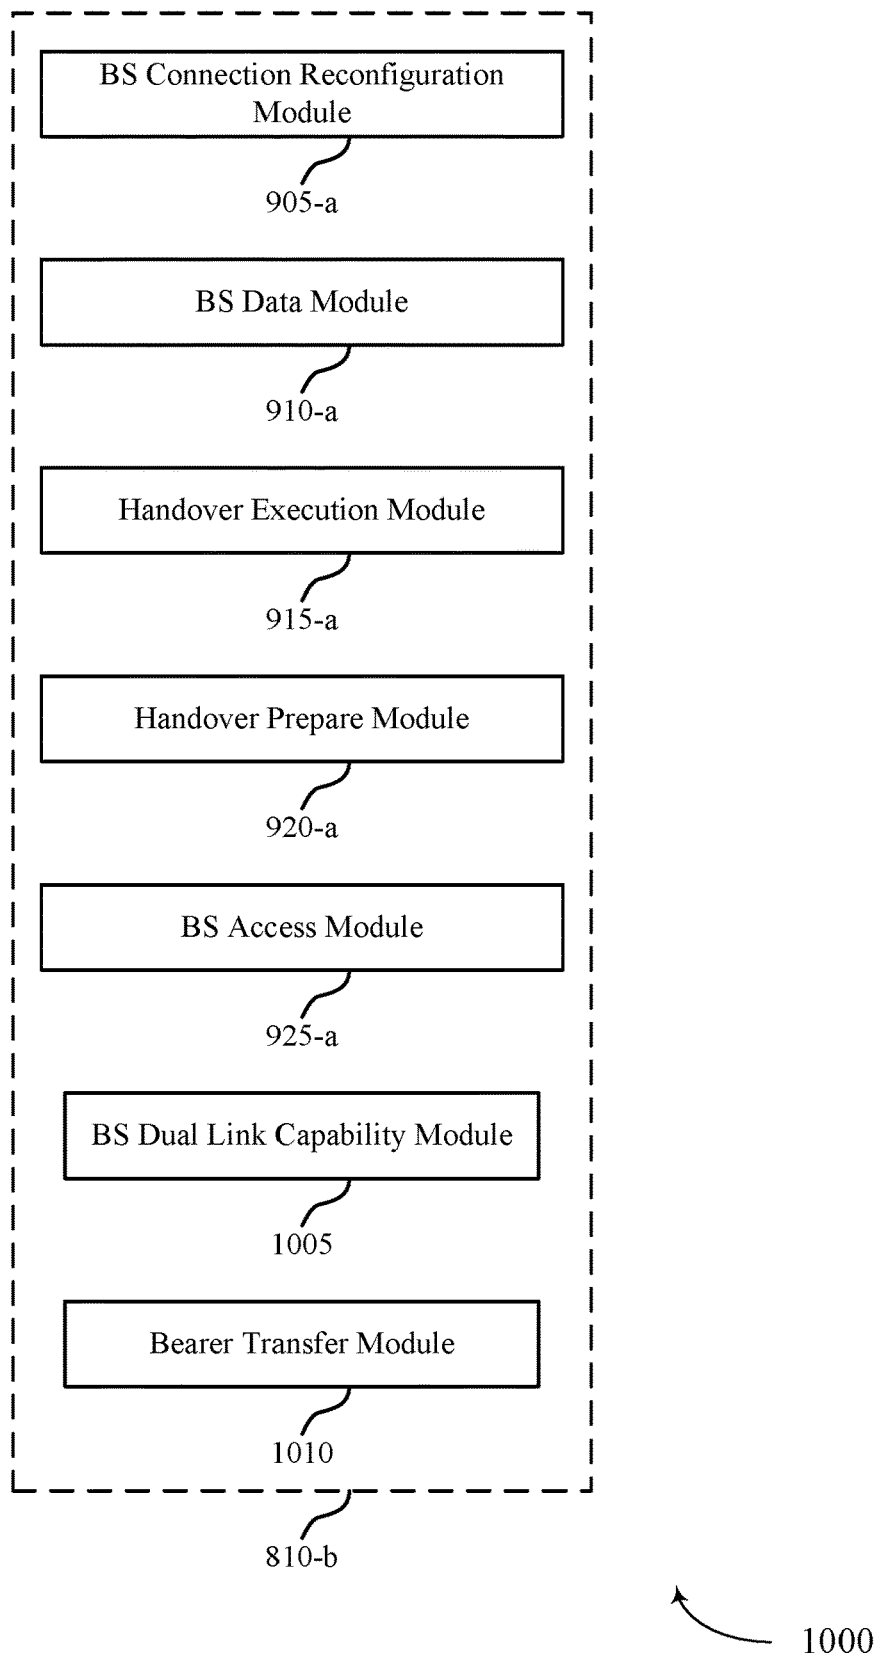 BS Connection Reconfiguration
Module
905-a
BS Data Module
910-a
Handover Execution Module
915-a
Handover Prepare Module
920-a
BS Access Module
925-a
BS Dual Link Capability Module
1005
Bearer Transfer Module
1010
810-b
1000